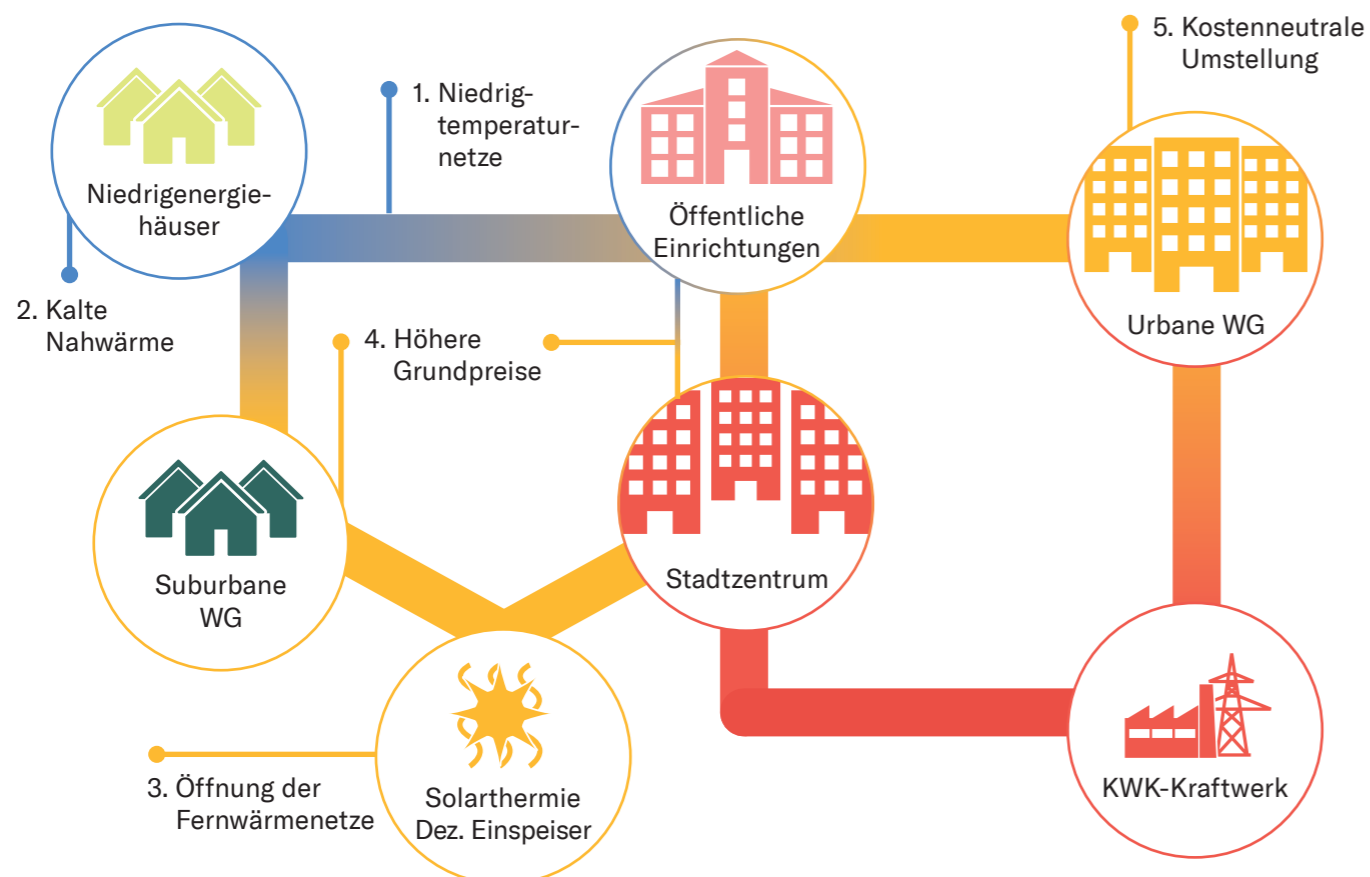 5. Kostenneutrale
Umstellung
1. Niedrig-
temperatur-
netze
Niedrigenergie-
häuser
Öffentliche
Einrichtungen
2. Kalte
Nahwärme
Urbane WG
4. Höhere
Grundpreise
Suburbane
WG
Stadtzentrum
3. Öffnung der
Fernwärmenetze
Solarthermie
Dez. Einspeiser
KWK-Kraftwerk